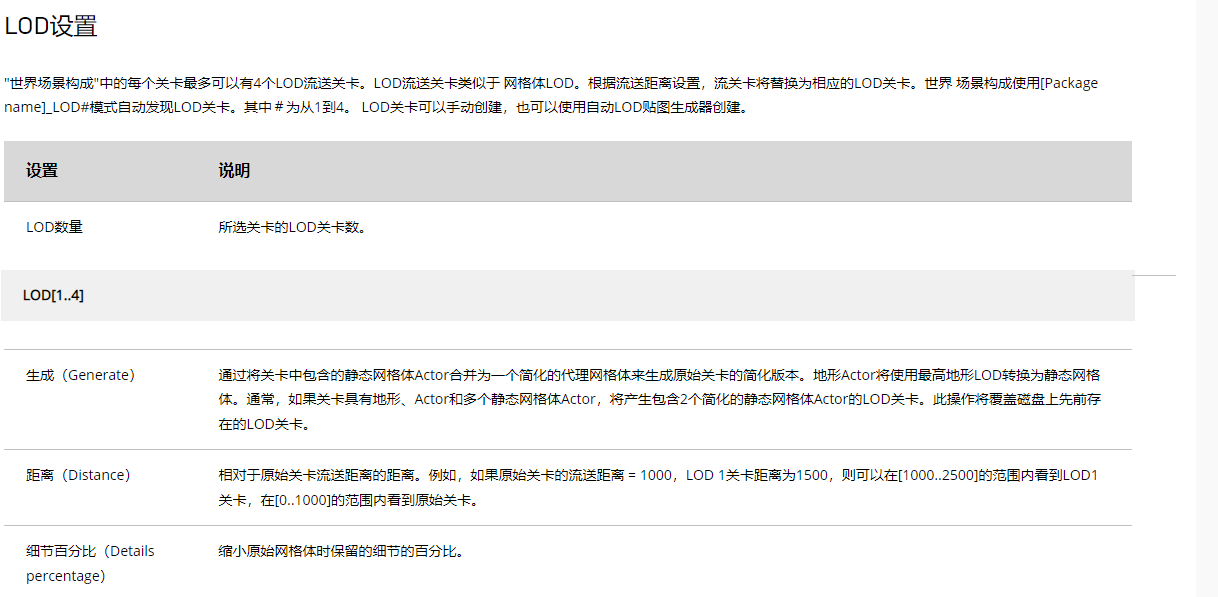 LOD设置
"世界场景构成"中的每个关卡最多可以有4个LOD流送关卡。LOD流送关卡类似于 网格体LOD。根据流送距离设置，流关卡将替换为相应的LOD关卡。世界 场景构成使用[Package
name]_LOD#模式自动发现LOD关卡。其中 # 为从1到4。 LOD关卡可以手动创建，也可以使用自动LOD贴图生成器创建。
设置 说明
LOD数量 所选关卡的LOD关卡数。
LOD[1..4]
生成（Generate） 通过将关卡中包含的静态网格体Actor合并为一个简化的代理网格体来生成原始关卡的简化版本。地形Actor将使用最高地形LOD转换为静态网格
体。通常，如果关卡具有地形、Actor和多个静态网格体Actor，将产生包含2个简化的静态网格体Actor的LOD关卡。此操作将覆盖磁盘上先前存
在的LOD关卡。
距离（Distance） 相对于原始关卡流送距离的距离。例如，如果原始关卡的流送距离 = 1000，LOD 1关卡距离为1500，则可以在[1000..2500]的范围内看到LOD1
关卡，在[0..1000]的范围内看到原始关卡。
细节百分比（Details 缩小原始网格体时保留的细节的百分比。
percentage）